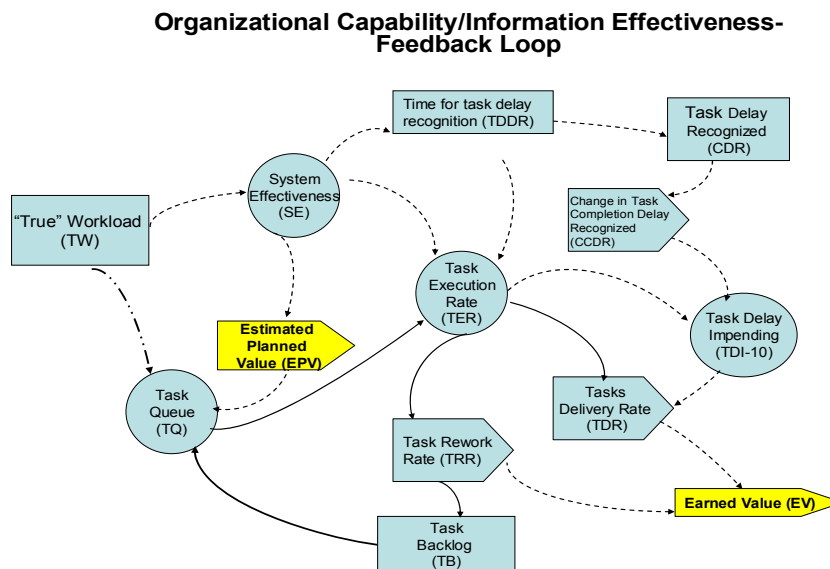 Organizational Capability/Information Effectiveness-
Feedback Loop
Time for task delay
recognition (TDDR)
Task Delay
Recognized
(CDR)
System
Effectiveness
(SE)
“True” Workload
(TW)
Change in Task
Completion Delay
Recognized
(CCDR)
Task
Execution
Rate
(TER)
Estimated
Planned
Value (EPV)
Task Delay
Impending
(TDI-10)
Task
Queue
(TQ)
Tasks
Delivery Rate
(TDR)
Task Rework
Rate (TRR)
Earned Value (EV)
Task
Backlog
(TB)